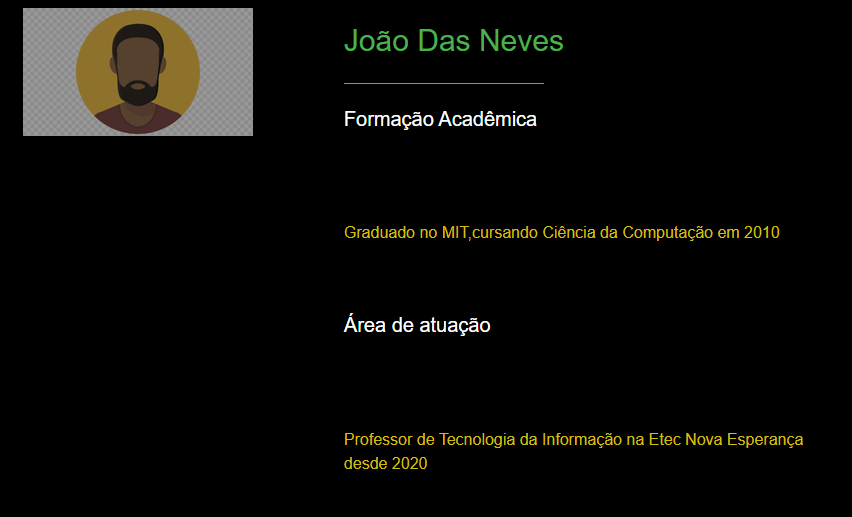 João Das Neves
Formação Acadêmica
Graduado no MIT,cursando Ciência da Computação em 2010
Área de atuação
Professor de Tecnologia da Informação na Etec Nova Esperança
desde 2020